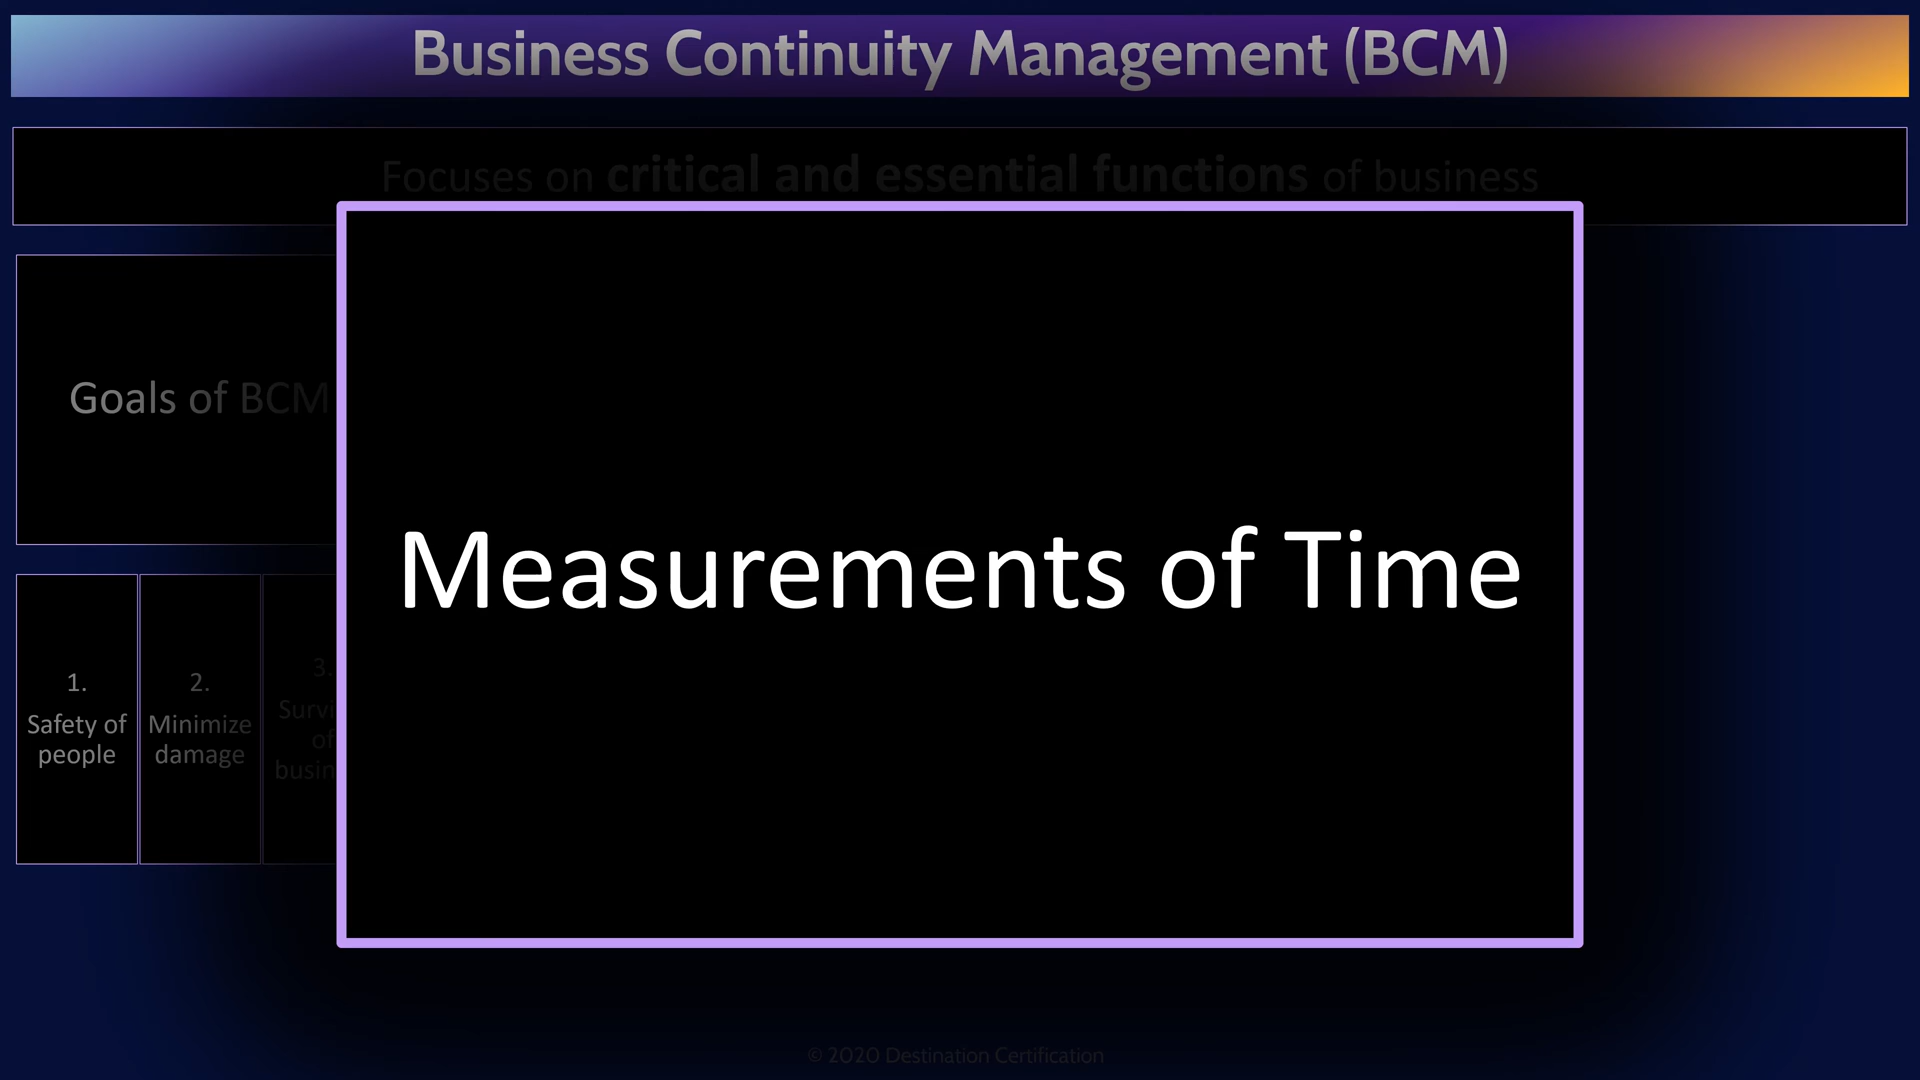 Business Continuity Management (BCM)
Focuses on critical and essential functions of business
Goals of BCM
Measurements of Time
1.
Safety of
people
2.
Minimize
damage
3.
of
© 2020 Destination Certification